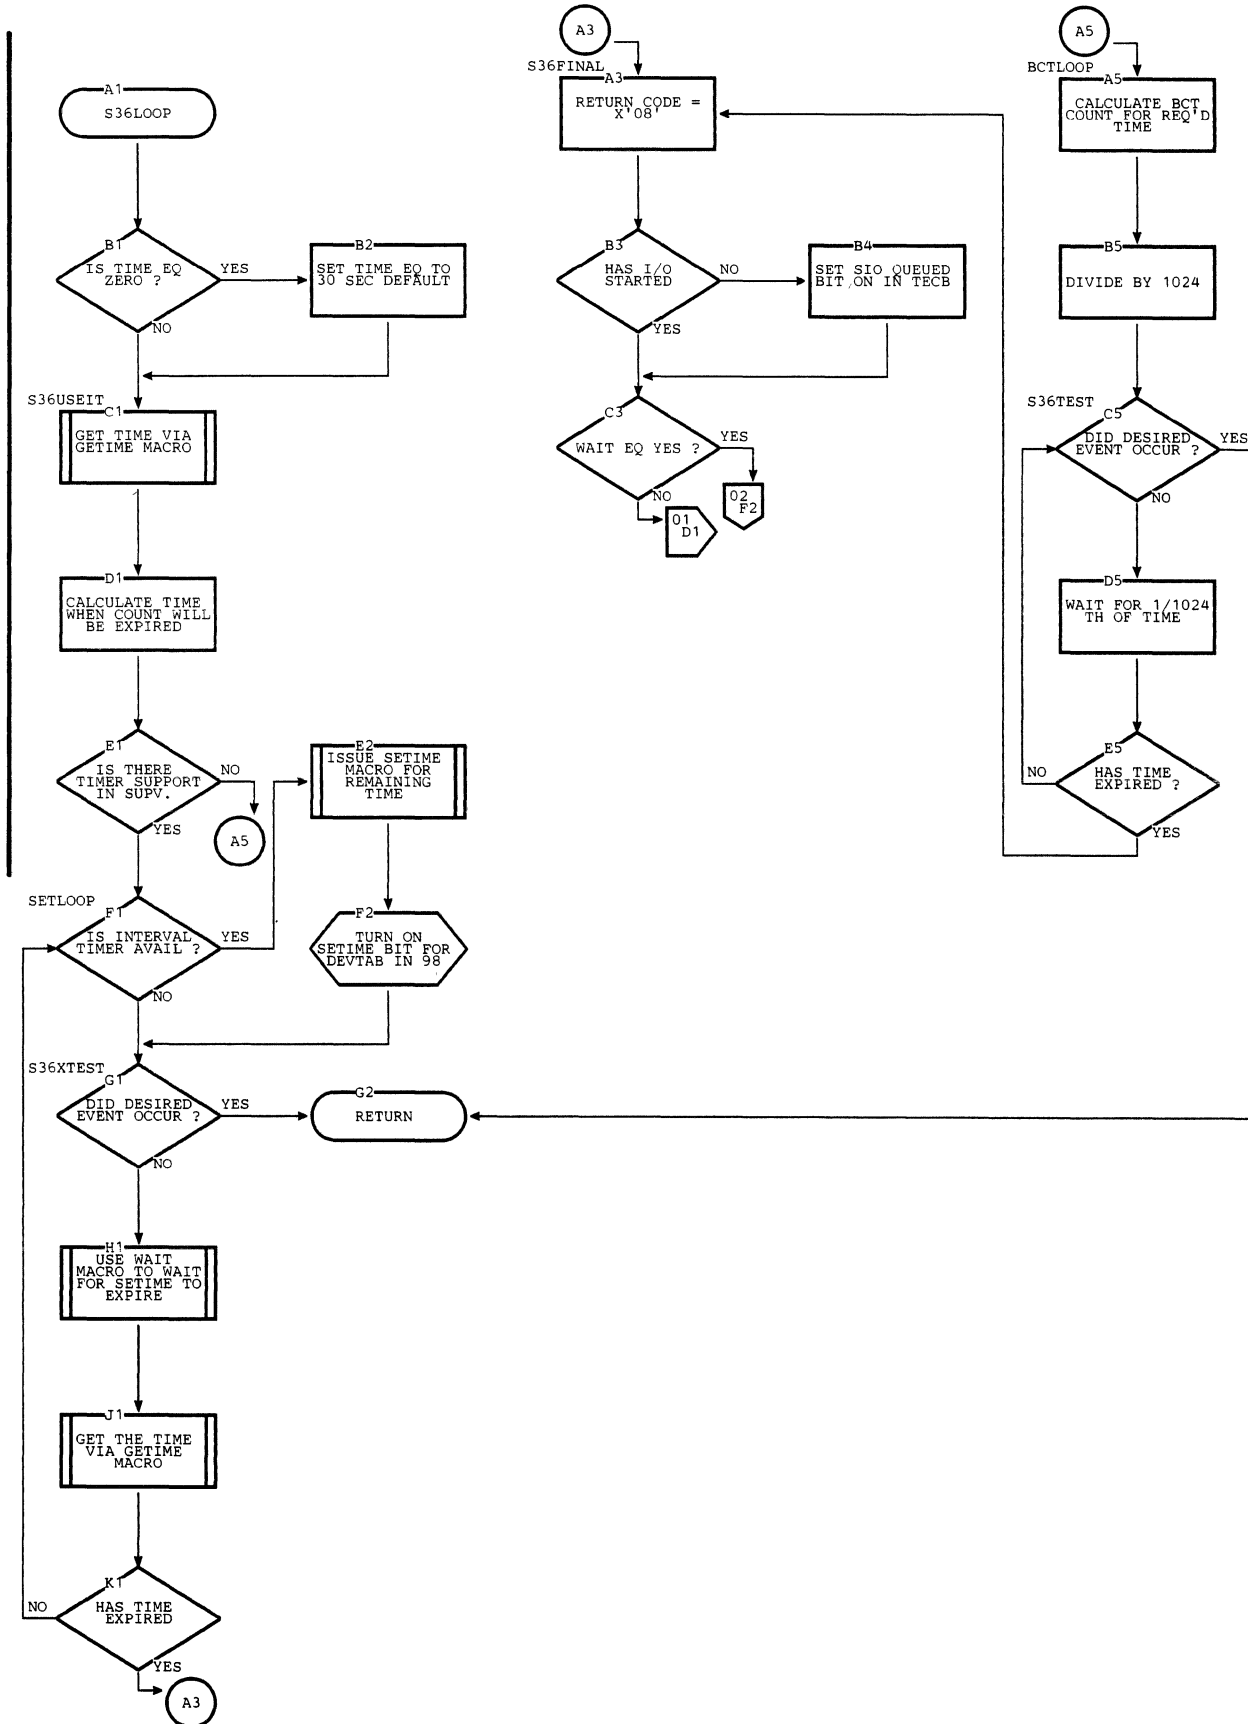 A1
S36LOOP
B1
IS TIME EQ
ZERO ?
YES
NO
B2
SET TIME EQ TO
30 SEC DEFAULT
S36USEIT
C1
GET TIME VIA
GETIME MACRO
D1
CALCULATE TIME
WHEN COUNT WILL
BE EXPIRED
E1
IS THERE
TIMER SUPPORT
IN SUPV.
NO
YES
A5
E2
ISSUE SETIME
MACRO FOR
REMAINING
TIME
SETLOOP
F1
IS INTERVAL
TIMER AVAIL ?
YES
NO
F2
TURN ON
SETIME BIT FOR
DEVTAB IN 98
S36XTEST
G1
DID DESIRED
EVENT OCCUR ?
YES
NO
G2
RETURN
H1
USE WAIT
MACRO TO WAIT
FOR SETIME TO
EXPIRE
J1
GET THE TIME
VIA GETIME
MACRO
K1
HAS TIME
EXPIRED
NO
YES
A3
A3
S36FINAL
A3
RETURN CODE =
X'08'
B3
HAS I/O
STARTED
NO
YES
B4
SET SIO QUEUED
BIT ON IN TECB
C3
WAIT EQ YES ?
YES
NO
02
F2
01
D1
A5
BCTLOOP
A5
CALCULATE BCT
COUNT FOR REQ'D
TIME
B5
DIVIDE BY 1024
S36TEST
C5
DID DESIRED
EVENT OCCUR ?
YES
NO
D5
WAIT FOR 1/1024
TH OF TIME
E5
HAS TIME
EXPIRED ?
NO
YES